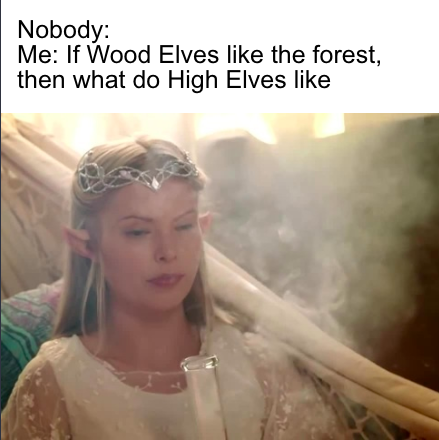 Nobody:
Me: If Wood Elves like the forest,
then what do High Elves like